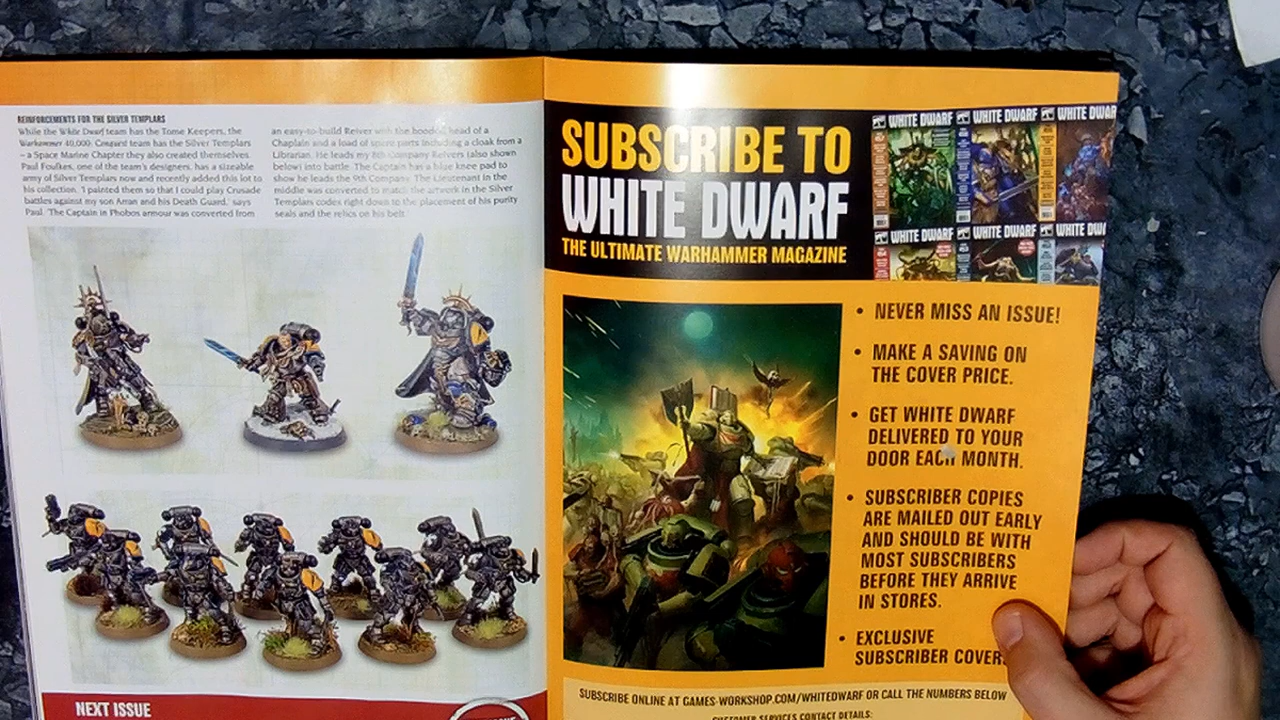 REINFORCEMENTS FOR THE SILVER TEMPLARS
While the White Dwarf team has the Tome Keepers, the
Warhammer 40,000: Conquest team has the Silver Templars
– a Space Marine Chapter they also created themselves.
Paul Foulkes, one of the team's designers, has a sizeable
army of Silver Templars now and recently added this lot to
his collection. 'I painted them so that I could play Crusade
battles against my son Arran and his Death Guard,' says
Paul. 'The Captain in Phobos armour was converted from
an easy-to-build Reiver with the hooded head of a
Chaplain and a load of spare parts including a cloak from a
Librarian. He leads my 8th Company Reivers (also shown
below) into battle. The Captain has a blue knee pad to
show he leads the 9th Company. The Lieutenant in the
middle was converted to match the artwork in the Silver
Templars codex right down to the placement of his purity
seals and the relics on his belt.'
NEXT ISSUE
SUBSCRIBE TO
WHITE DWARF
THE ULTIMATE WARHAMMER MAGAZINE
WHITE DWARF
WHITE DWARF
WHITE DWAR
WHITE DWARF
WHITE DWARF
WHITE DW
• NEVER MISS AN ISSUE!
• MAKE A SAVING ON
THE COVER PRICE.
• GET WHITE DWARF
DELIVERED TO YOUR
DOOR EACH MONTH.
• SUBSCRIBER COPIES
ARE MAILED OUT EARLY
AND SHOULD BE WITH
MOST SUBSCRIBERS
BEFORE THEY ARRIVE
IN STORES.
• EXCLUSIVE
SUBSCRIBER COVERS
SUBSCRIBE ONLINE AT GAMES-WORKSHOP.COM/WHITEDWARF OR CALL THE NUMBERS BELOW
CUSTOMER SERVICES CONTACT DETAILS: